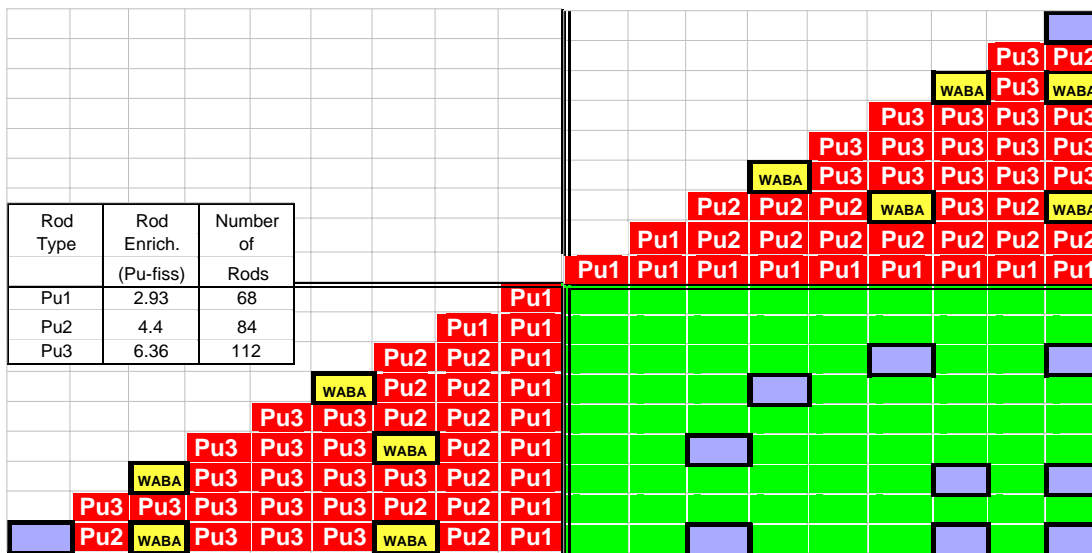 Pu3 Pu2
WABA Pu3 WABA
Pu3 Pu3 Pu3 Pu3
Pu3 Pu3 Pu3 Pu3 Pu3
WABA Pu3 Pu3 Pu3 Pu3 Pu3
Pu2 Pu2 Pu2 WABA Pu3 Pu2 WABA
Pu1 Pu2 Pu2 Pu2 Pu2 Pu2 Pu2 Pu2
Pu1 Pu1 Pu1 Pu1 Pu1 Pu1 Pu1 Pu1 Pu1
Rod Rod Number
Type Enrich. of
(Pu-fiss) Rods
Pu1 2.93 68
Pu2 4.4 84
Pu3 6.36 112
Pu1
Pu1 Pu1
Pu2 Pu2 Pu1
WABA Pu2 Pu2 Pu1
Pu3 Pu3 Pu2 Pu2 Pu1
Pu3 Pu3 Pu3 WABA Pu2 Pu1
WABA Pu3 Pu3 Pu3 Pu3 Pu2 Pu1
Pu3 Pu3 Pu3 Pu3 Pu3 Pu2 Pu2 Pu1
Pu2 WABA Pu3 Pu3 Pu3 WABA Pu2 Pu1